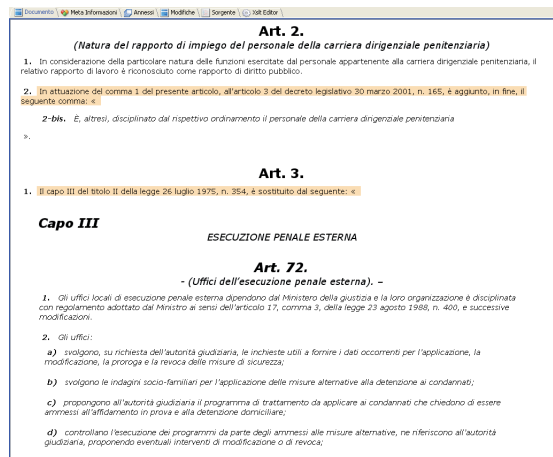 Documento \ Meta Informazioni \ Annessi \ Modifiche \ Sorgente \ Xslt Editor \
Art. 2.
(Natura del rapporto di impiego del personale della carriera dirigenziale penitenziaria)
1. In considerazione della particolare natura delle funzioni esercitate dal personale appartenente alla carriera dirigenziale penitenziaria, il
relativo rapporto di lavoro è riconosciuto come rapporto di diritto pubblico.
2. In attuazione del comma 1 del presente articolo, all'articolo 3 del decreto legislativo 30 marzo 2001, n. 165, è aggiunto, in fine, il
seguente comma: «
2-bis. È, altresì, disciplinato dal rispettivo ordinamento il personale della carriera dirigenziale penitenziaria
».
Art. 3.
1. Il capo III del titolo II della legge 26 luglio 1975, n. 354, è sostituito dal seguente: «
Capo III
ESECUZIONE PENALE ESTERNA
Art. 72.
- (Uffici dell'esecuzione penale esterna). –
1. Gli uffici locali di esecuzione penale esterna dipendono dal Ministero della giustizia e la loro organizzazione è disciplinata
con regolamento adottato dal Ministro ai sensi dell'articolo 17, comma 3, della legge 23 agosto 1988, n. 400, e successive
modificazioni.
2. Gli uffici:
a) svolgono, su richiesta dell'autorità giudiziaria, le inchieste utili a fornire i dati occorrenti per l'applicazione, la
modificazione, la proroga e la revoca delle misure di sicurezza;
b) svolgono le indagini socio-familiari per l'applicazione delle misure alternative alla detenzione ai condannati;
c) propongono all'autorità giudiziaria il programma di trattamento da applicare ai condannati che chiedono di essere
ammessi all'affidamento in prova e alla detenzione domiciliare;
d) controllano l'esecuzione dei programmi da parte degli ammessi alle misure alternative, ne riferiscono all'autorità
giudiziaria, proponendo eventuali interventi di modificazione o di revoca;